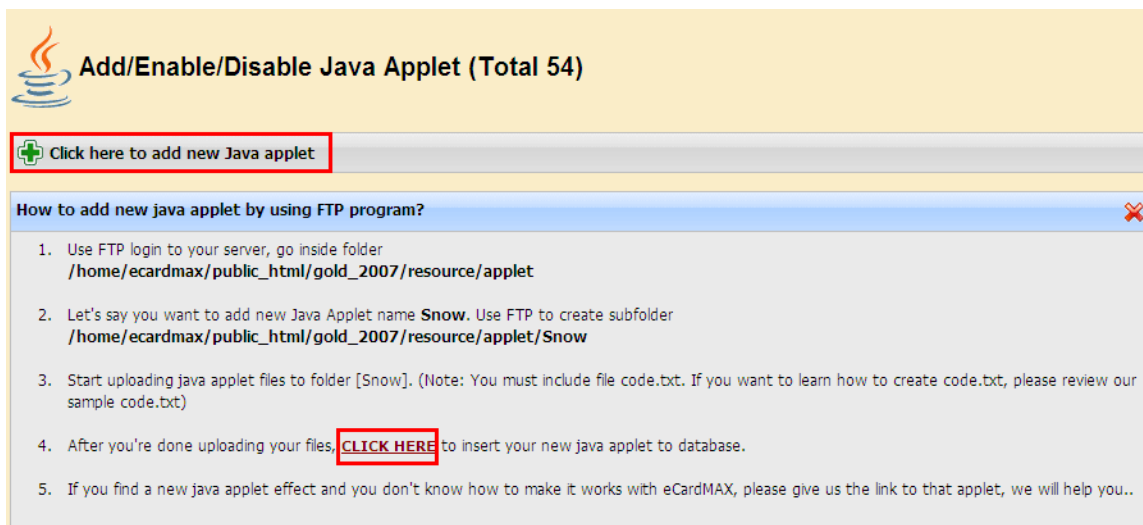 Add/Enable/Disable Java Applet (Total 54)
Click here to add new Java applet
How to add new java applet by using FTP program?
1. Use FTP login to your server, go inside folder
/home/ecardmax/public_html/gold_2007/resource/applet
2. Let's say you want to add new Java Applet name Snow. Use FTP to create subfolder
/home/ecardmax/public_html/gold_2007/resource/applet/Snow
3. Start uploading java applet files to folder [Snow]. (Note: You must include file code.txt. If you want to learn how to create code.txt, please review our
sample code.txt)
4. After you're done uploading your files, CLICK HERE to insert your new java applet to database.
5. If you find a new java applet effect and you don't know how to make it works with eCardMAX, please give us the link to that applet, we will help you..